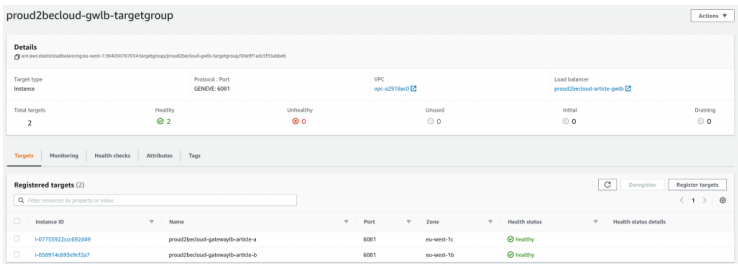 proud2becloud-gwlb-targetgroup
Actions
Details
Target type
Protocol : Port
VPC
Load balancer
Instance
GENEVE: 6081
vpc-a2918ac0
proud2becloud-article-gwlb
Total targets
Healthy
Unhealthy
Unused
Initial
Draining
2
2
0
0
0
0
Targets
Monitoring
Health checks
Attributes
Tags
Registered targets (2)
Deregister
Register targets
Filter resources by property or value
1
Instance ID
Name
Port
Zone
Health status
Health status details
i-07755922ccc692d49
proud2becloud-gatewaylb-article-a
6081
eu-west-1c
healthy
i-058914c693e9cf2a7
proud2becloud-gatewaylb-article-b
6081
eu-west-1b
healthy